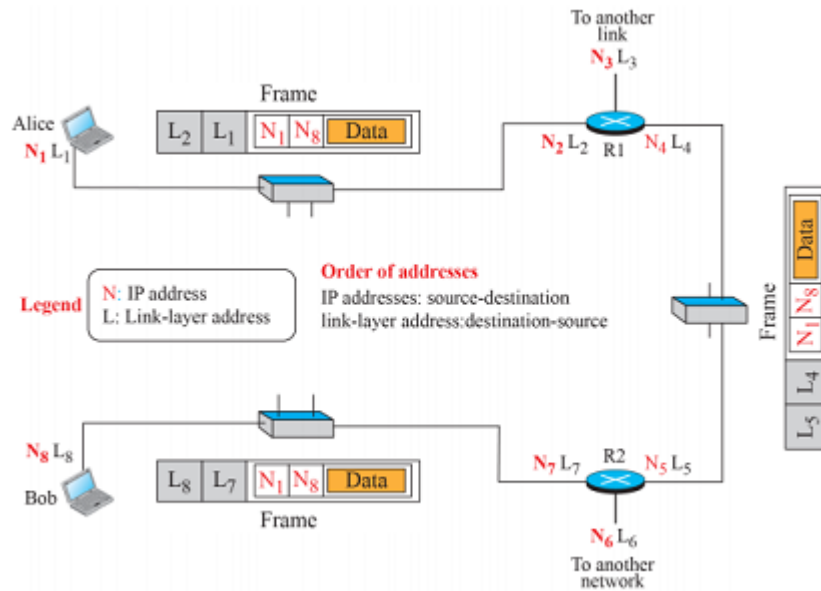 To another
link
N3 L3
Frame
Alice
N1 L1
L2 L1 N1 N8 Data
N2 L2
R1
N4 L4
Legend
N: IP address
L: Link-layer address
Order of addresses
IP addresses: source-destination
link-layer address:destination-source
Frame
L5 L4 N1 N8 Data
N8 L8
Bob
L8 L7 N1 N8 Data
Frame
N7 L7
R2
N5 L5
N6 L6
To another
network